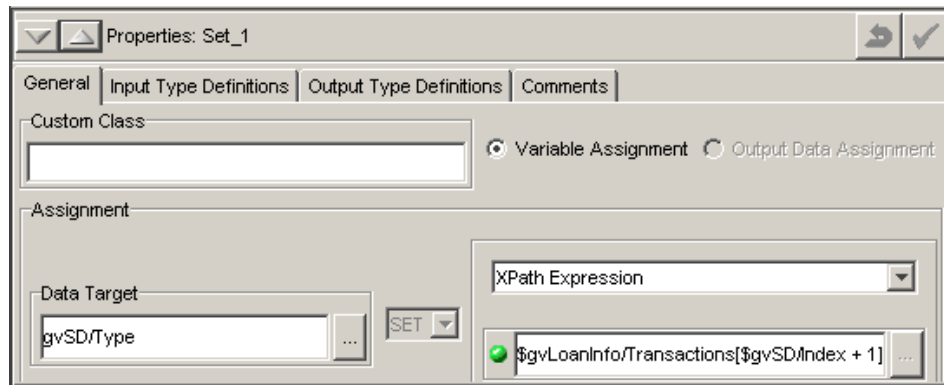 Properties: Set_1
General Input Type Definitions Output Type Definitions Comments
Custom Class
Variable Assignment Output Data Assignment
Assignment
XPath Expression
Data Target
gvSD/Type ... SET
$gvLoanInfo/Transactions[$gvSD/Index + 1] ...